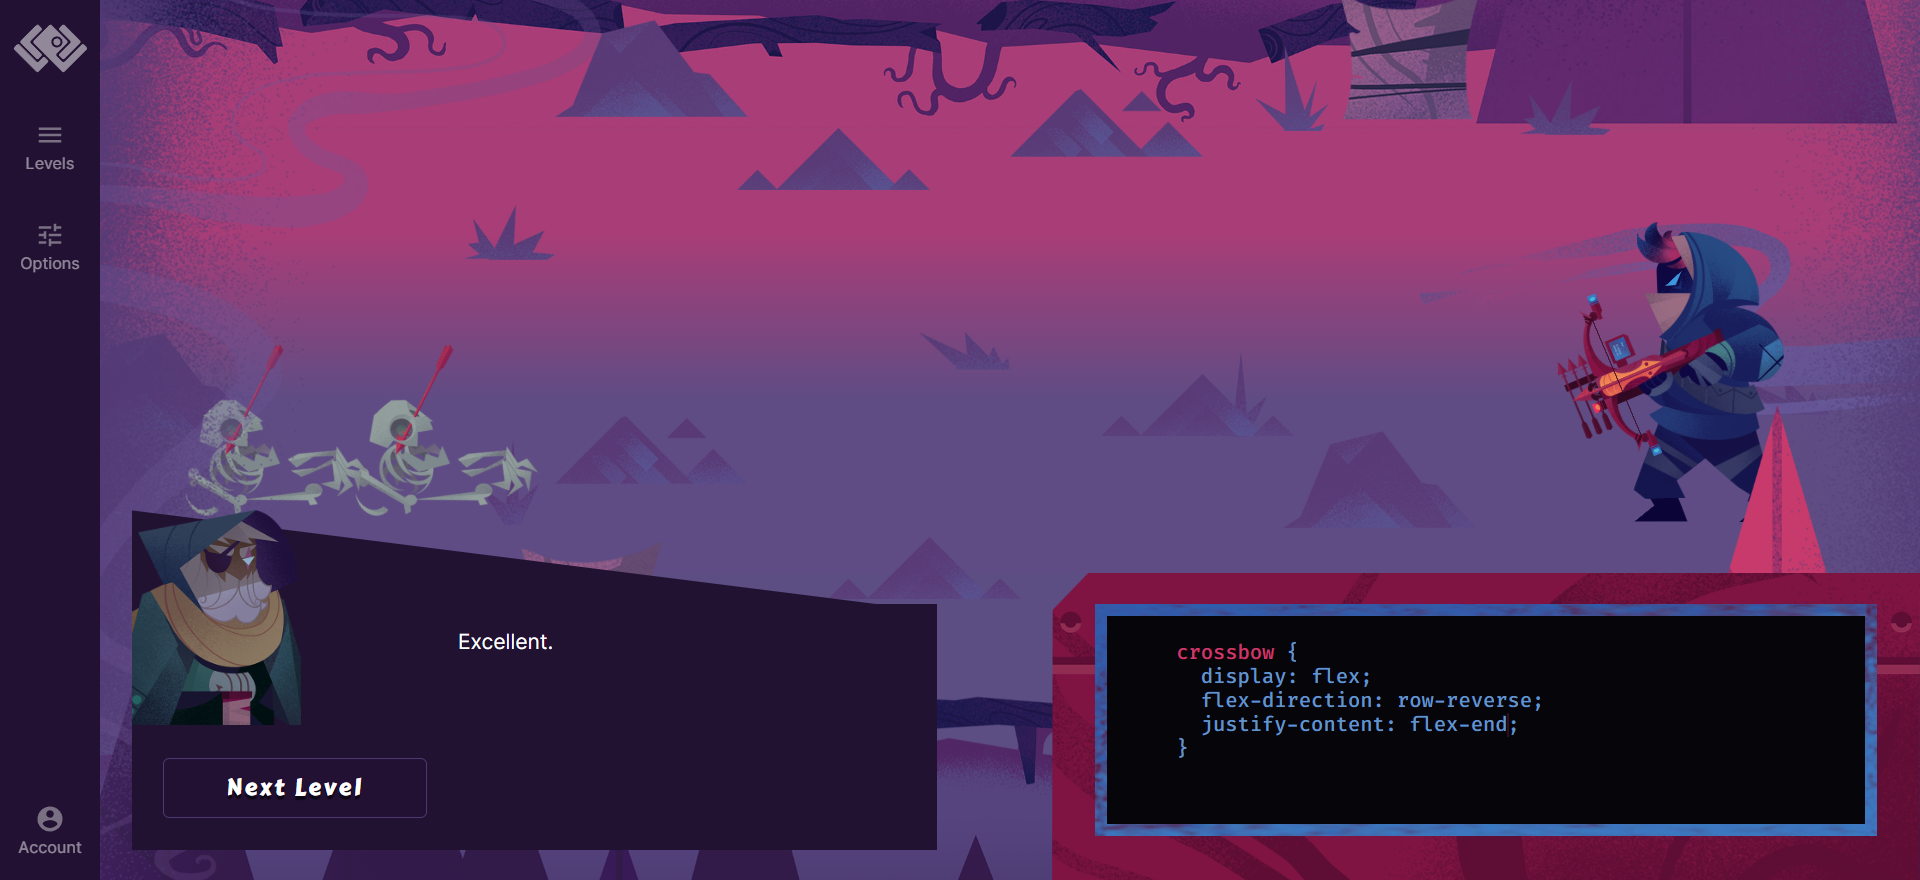 Levels
Options
Excellent.
Next Level
Account
crossbow {
display: flex;
flex-direction: row-reverse;
justify-content: flex-end;
}